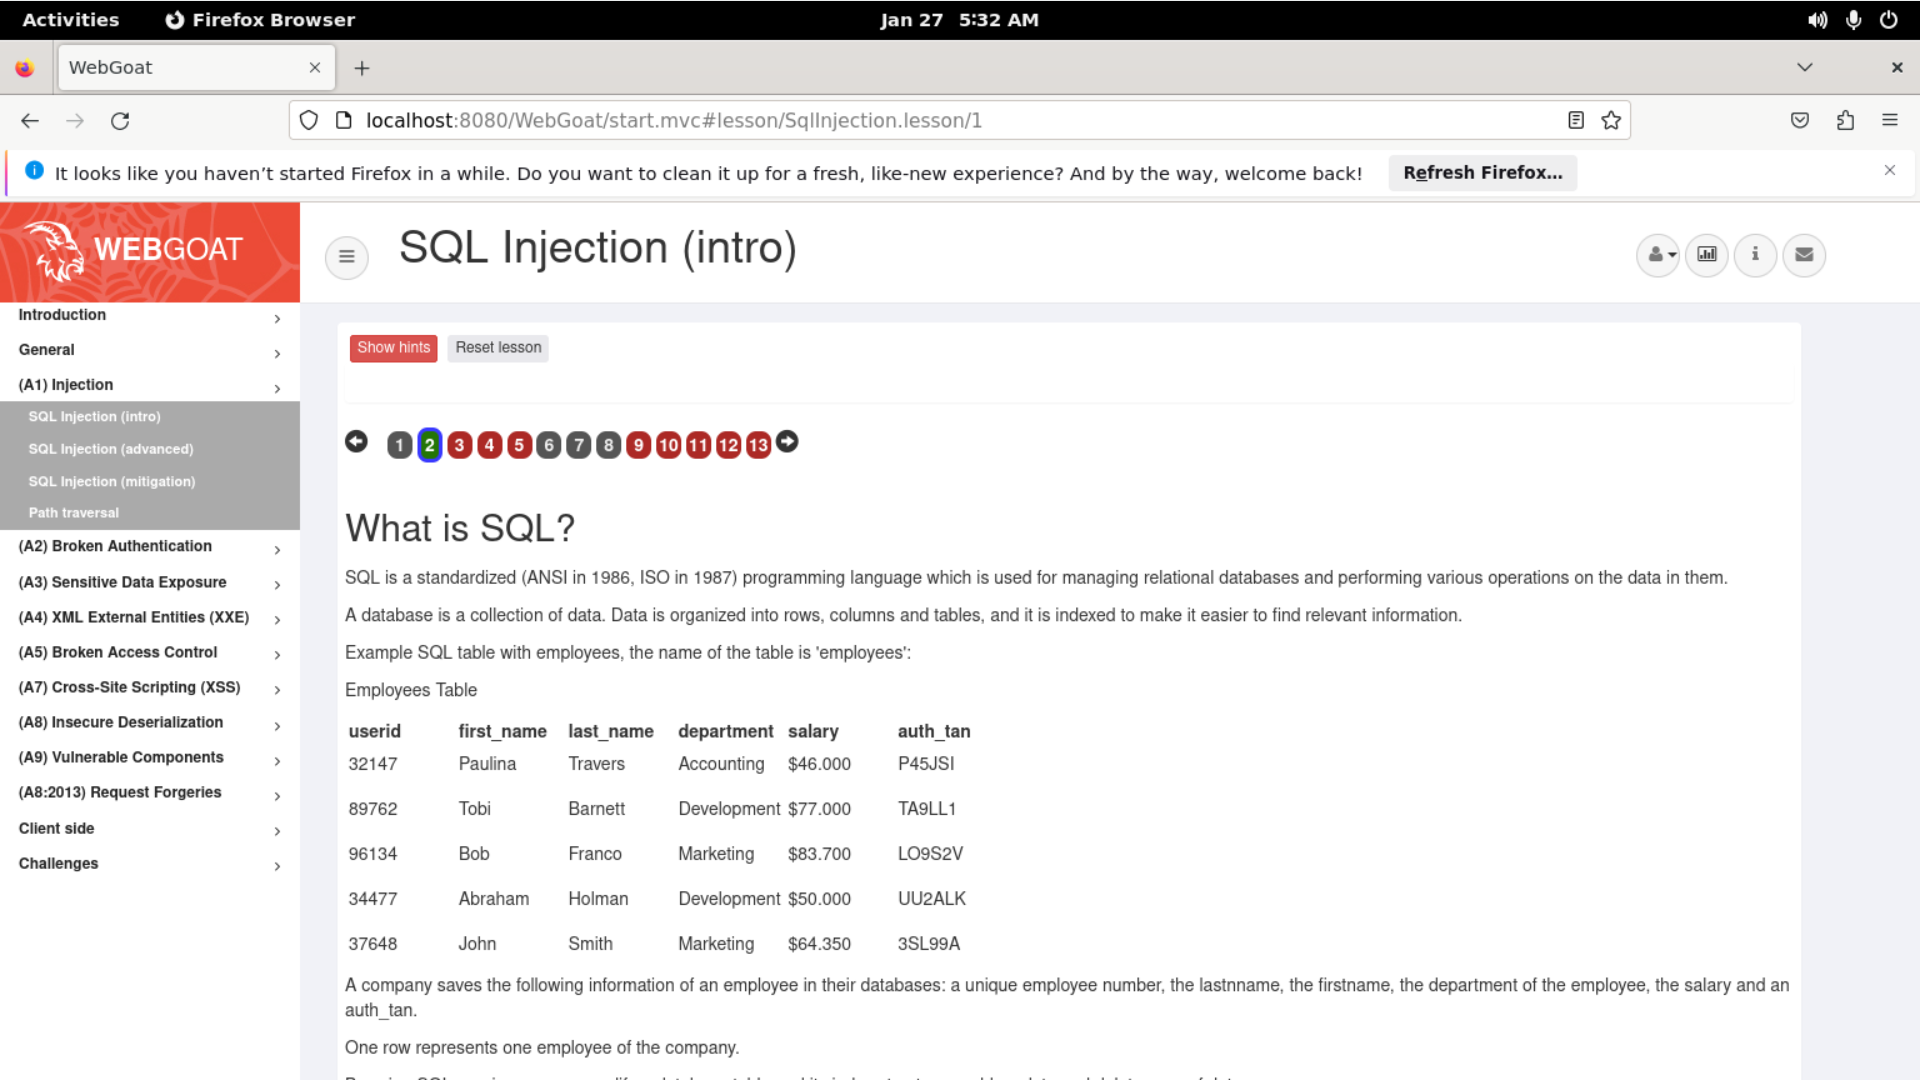 Activities Firefox Browser Jan 27 5:32 AM
WebGoat
localhost:8080/WebGoat/start.mvc#lesson/SqlInjection.lesson/1
It looks like you haven’t started Firefox in a while. Do you want to clean it up for a fresh, like-new experience? And by the way, welcome back! Refresh Firefox...
WEBGOAT
SQL Injection (intro)
Introduction
General
(A1) Injection
SQL Injection (intro)
SQL Injection (advanced)
SQL Injection (mitigation)
Path traversal
(A2) Broken Authentication
(A3) Sensitive Data Exposure
(A4) XML External Entities (XXE)
(A5) Broken Access Control
(A7) Cross-Site Scripting (XSS)
(A8) Insecure Deserialization
(A9) Vulnerable Components
(A8:2013) Request Forgeries
Client side
Challenges
Show hints Reset lesson
1 2 3 4 5 6 7 8 9 10 11 12 13
What is SQL?
SQL is a standardized (ANSI in 1986, ISO in 1987) programming language which is used for managing relational databases and performing various operations on the data in them.
A database is a collection of data. Data is organized into rows, columns and tables, and it is indexed to make it easier to find relevant information.
Example SQL table with employees, the name of the table is 'employees':
Employees Table
userid first_name last_name department salary auth_tan
32147 Paulina Travers Accounting $46.000 P45JSI
89762 Tobi Barnett Development $77.000 TA9LL1
96134 Bob Franco Marketing $83.700 LO9S2V
34477 Abraham Holman Development $50.000 UU2ALK
37648 John Smith Marketing $64.350 3SL99A
A company saves the following information of an employee in their databases: a unique employee number, the lastnname, the firstname, the department of the employee, the salary and an
auth_tan.
One row represents one employee of the company.